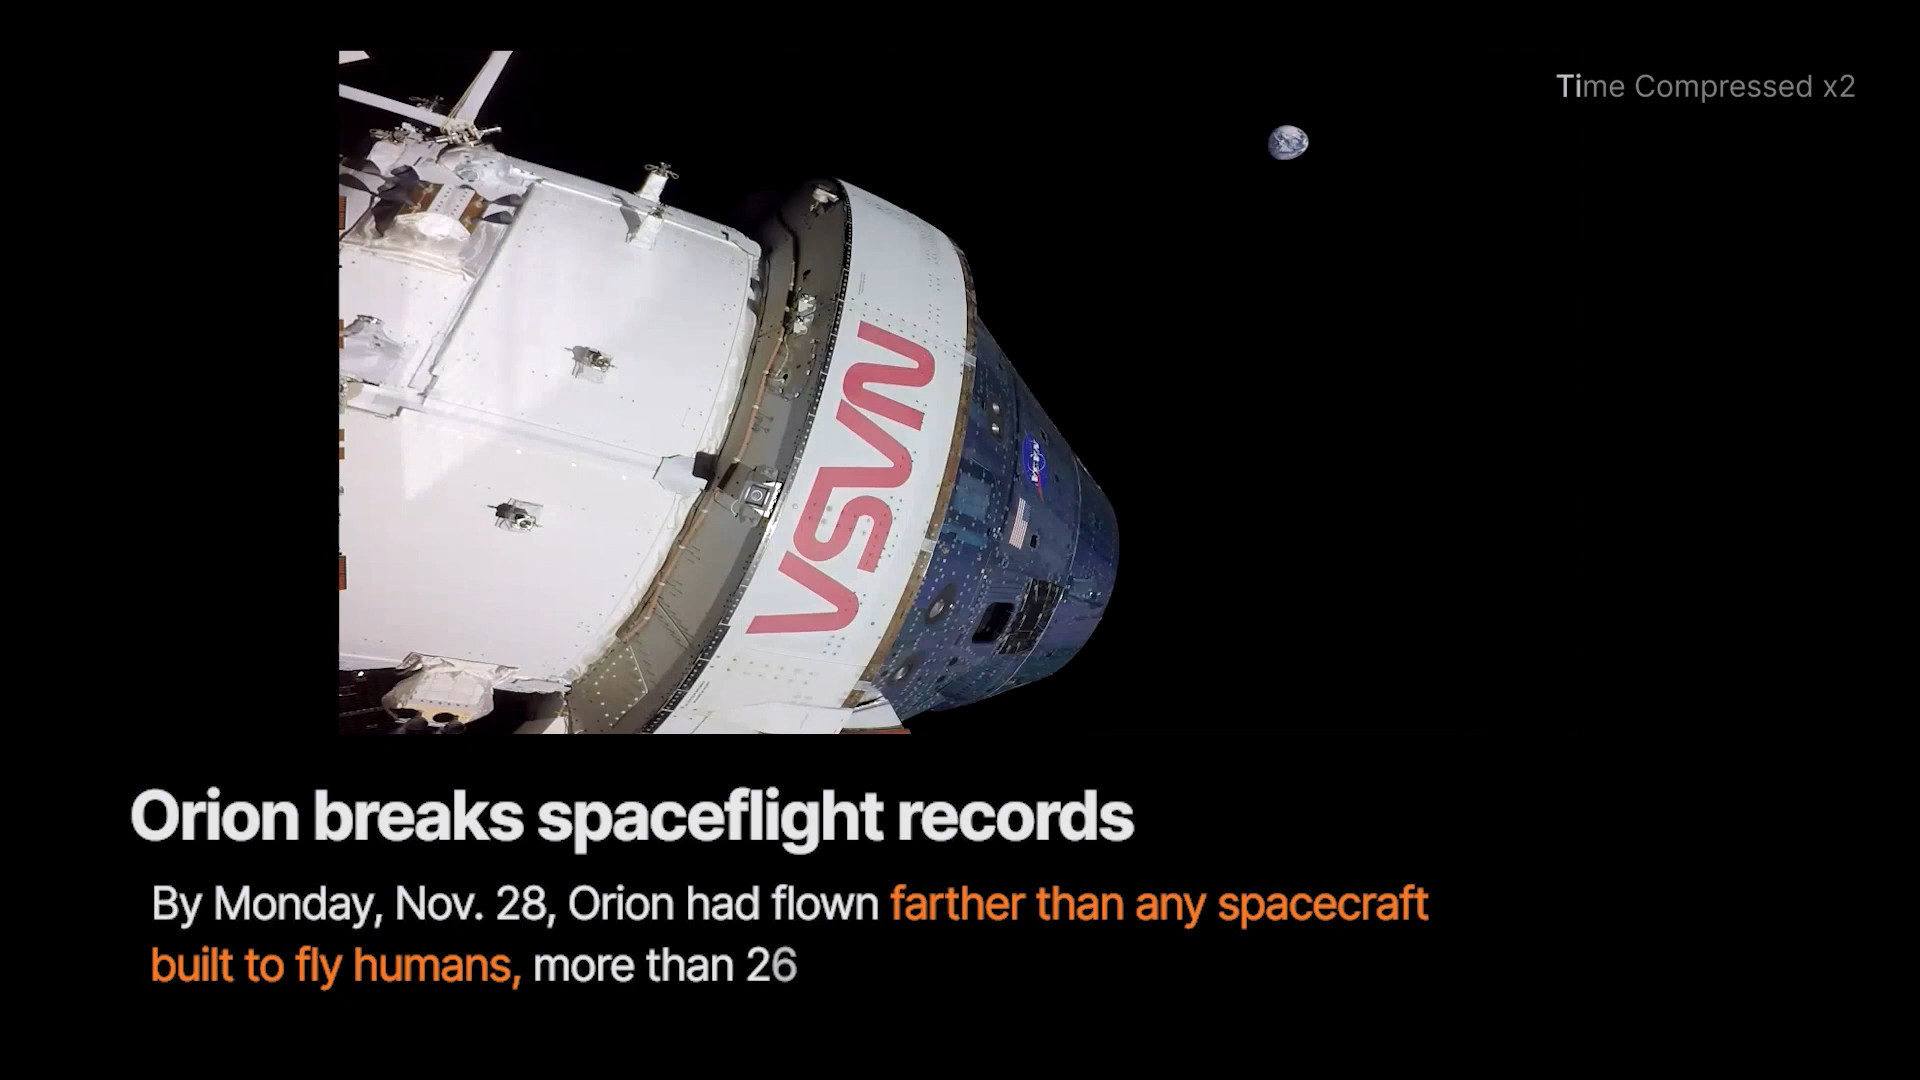 Time Compressed x2
NASA
NASA
Orion breaks spaceflight records
By Monday, Nov. 28, Orion had flown farther than any spacecraft
built to fly humans, more than 26